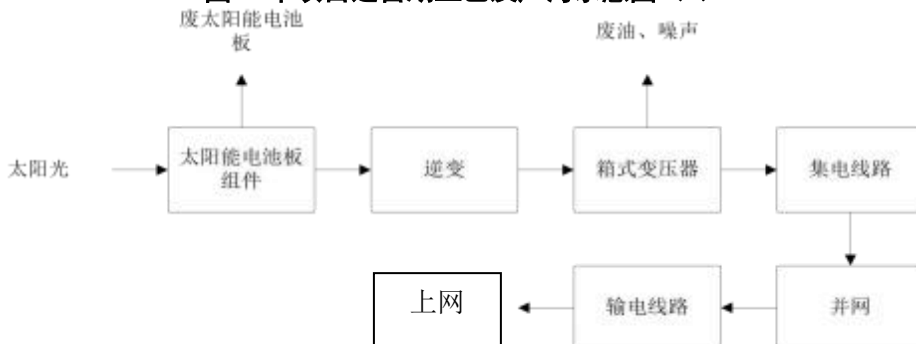 废太阳能电池
板
废油、噪声
太阳光
太阳能电池板
组件
逆变
箱式变压器
集电线路
上网
输电线路
并网